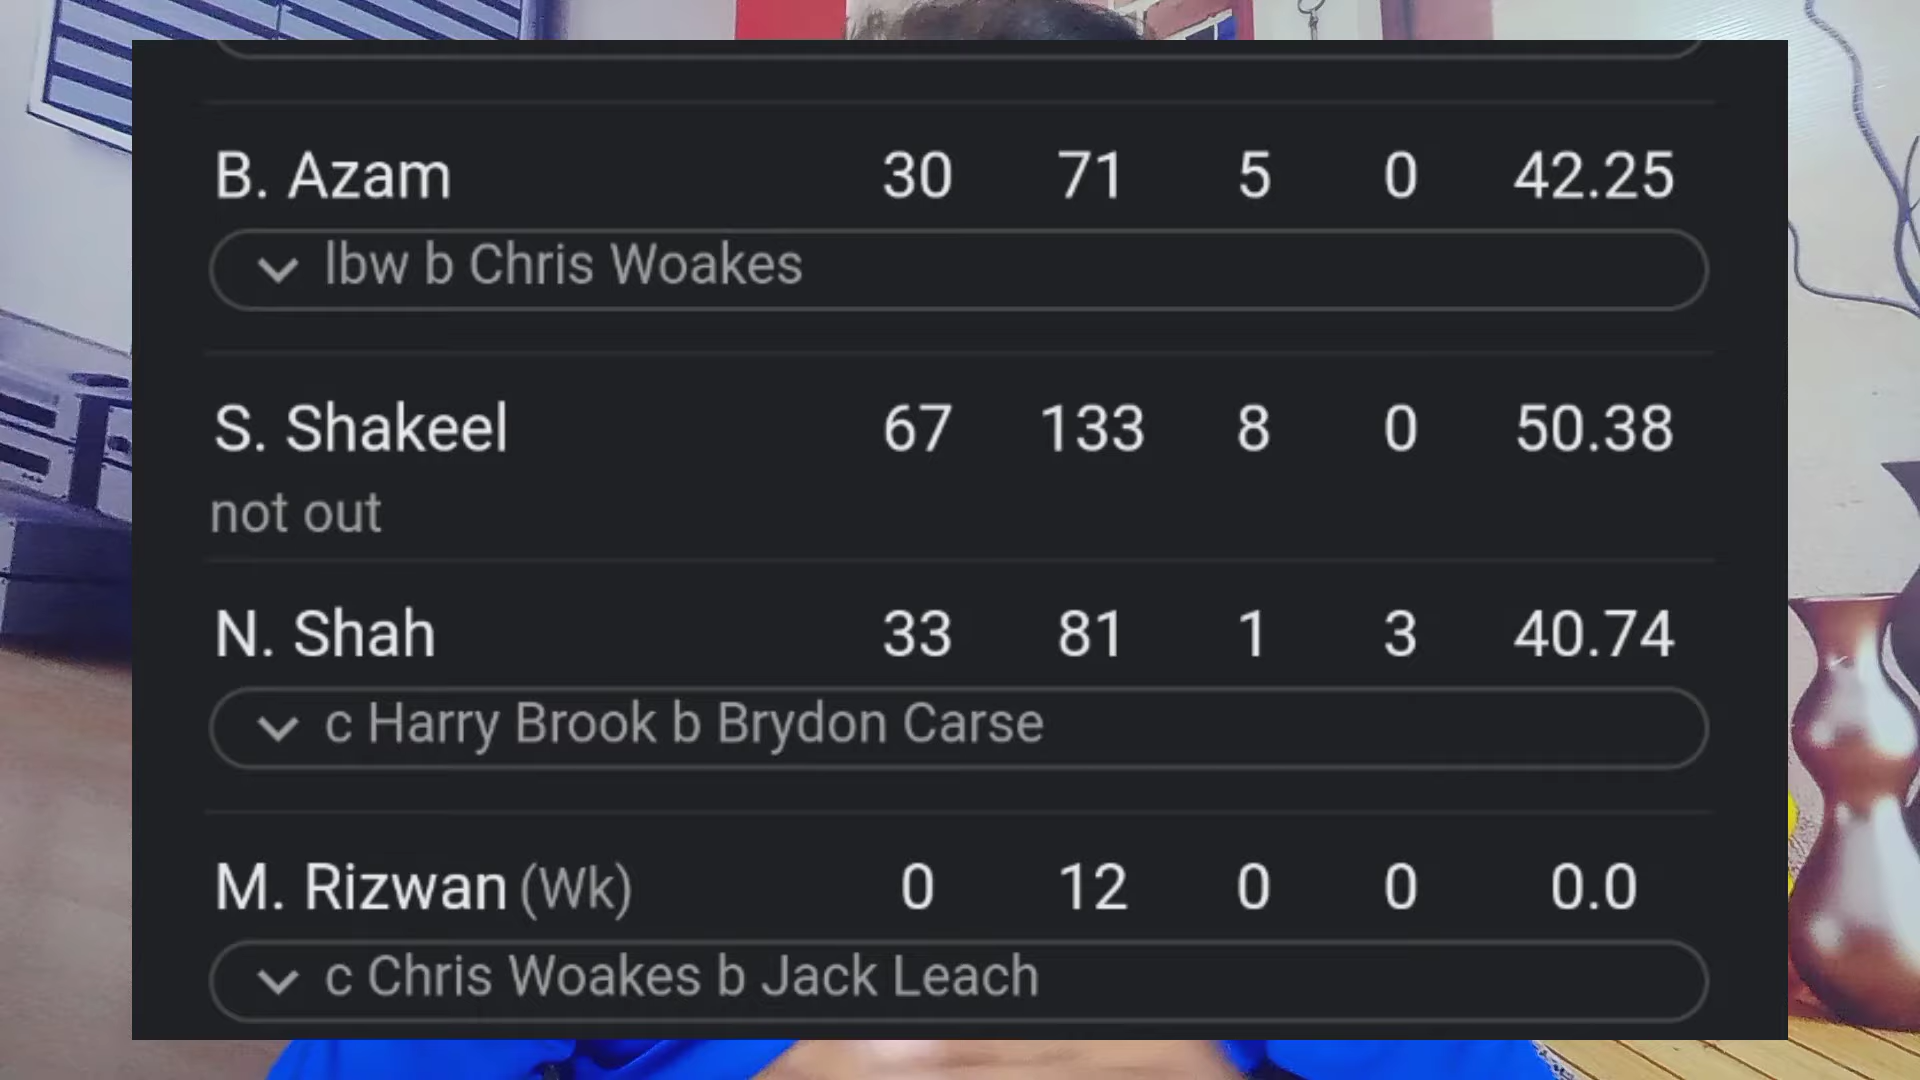 B. Azam 30 71 5 0 42.25
lbw b Chris Woakes
S. Shakeel 67 133 8 0 50.38
not out
N. Shah 33 81 1 3 40.74
c Harry Brook b Brydon Carse
M. Rizwan (Wk) 0 12 0 0 0.0
c Chris Woakes b Jack Leach